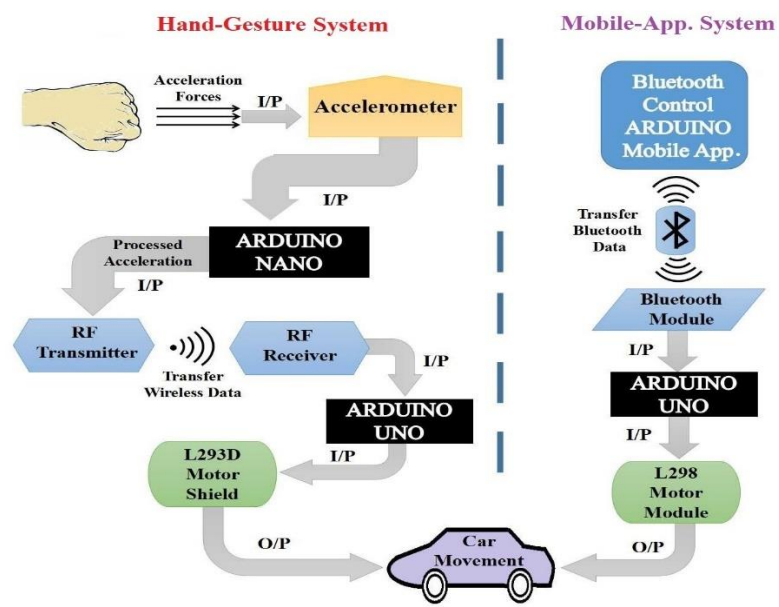 Hand-Gesture System
Acceleration
Forces
I/P
Accelerometer
I/P
ARDUINO
NANO
Processed
Acceleration
I/P
RF
Transmitter
Transfer
Wireless Data
RF
Receiver
I/P
ARDUINO
UNO
I/P
L293D
Motor
Shield
O/P
Mobile-App. System
Bluetooth
Control
ARDUINO
Mobile App.
Transfer
Bluetooth
Data
Bluetooth
Module
I/P
ARDUINO
UNO
I/P
L298
Motor
Module
O/P
Car
Movement